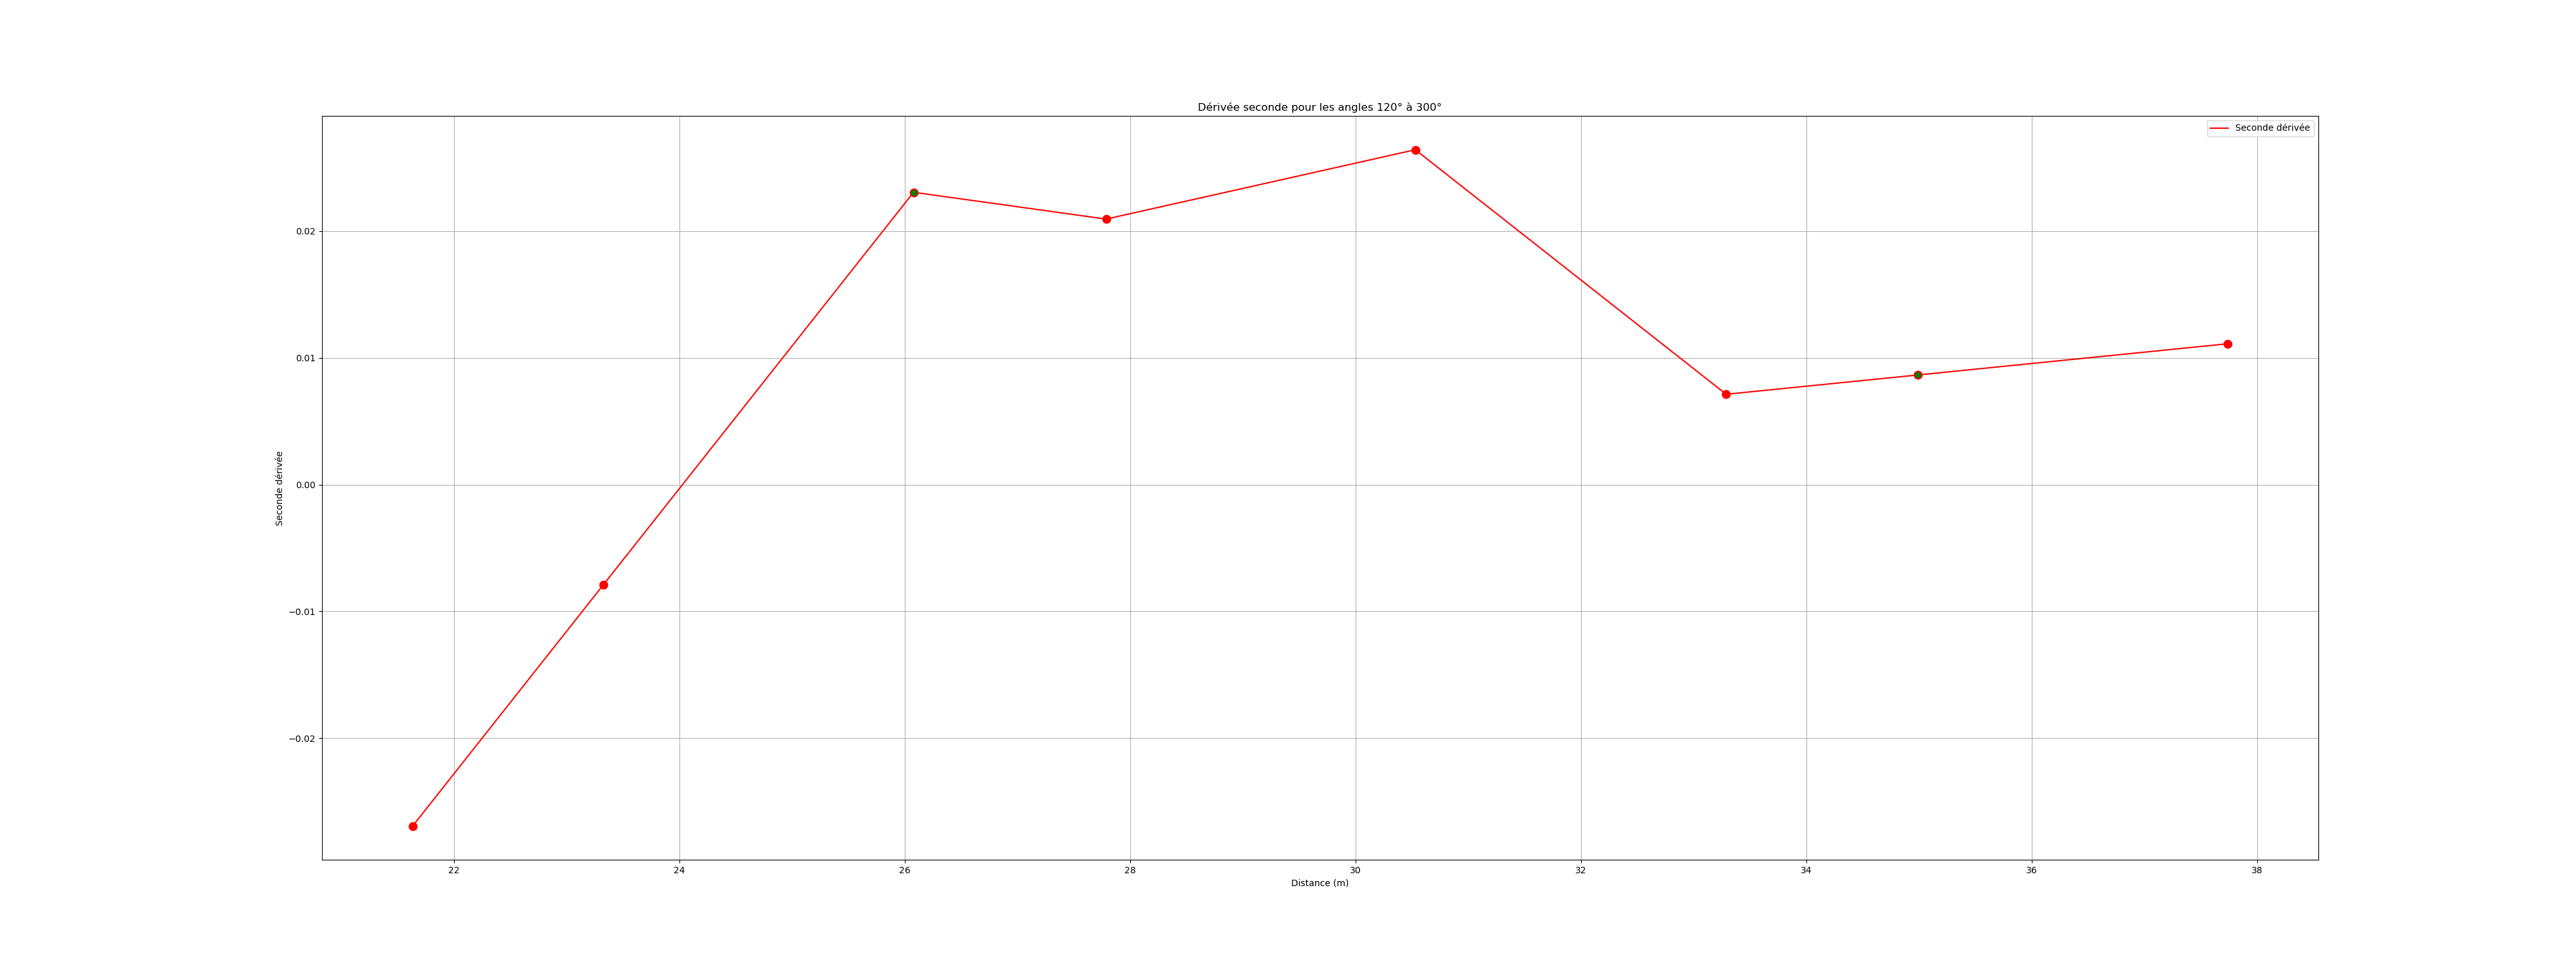 Dérivée seconde pour les angles 120° à 300°
Seconde dérivée
Seconde dérivée
0.02
0.01
0.00
−0.01
−0.02
22 24 26 28 30 32 34 36 38
Distance (m)